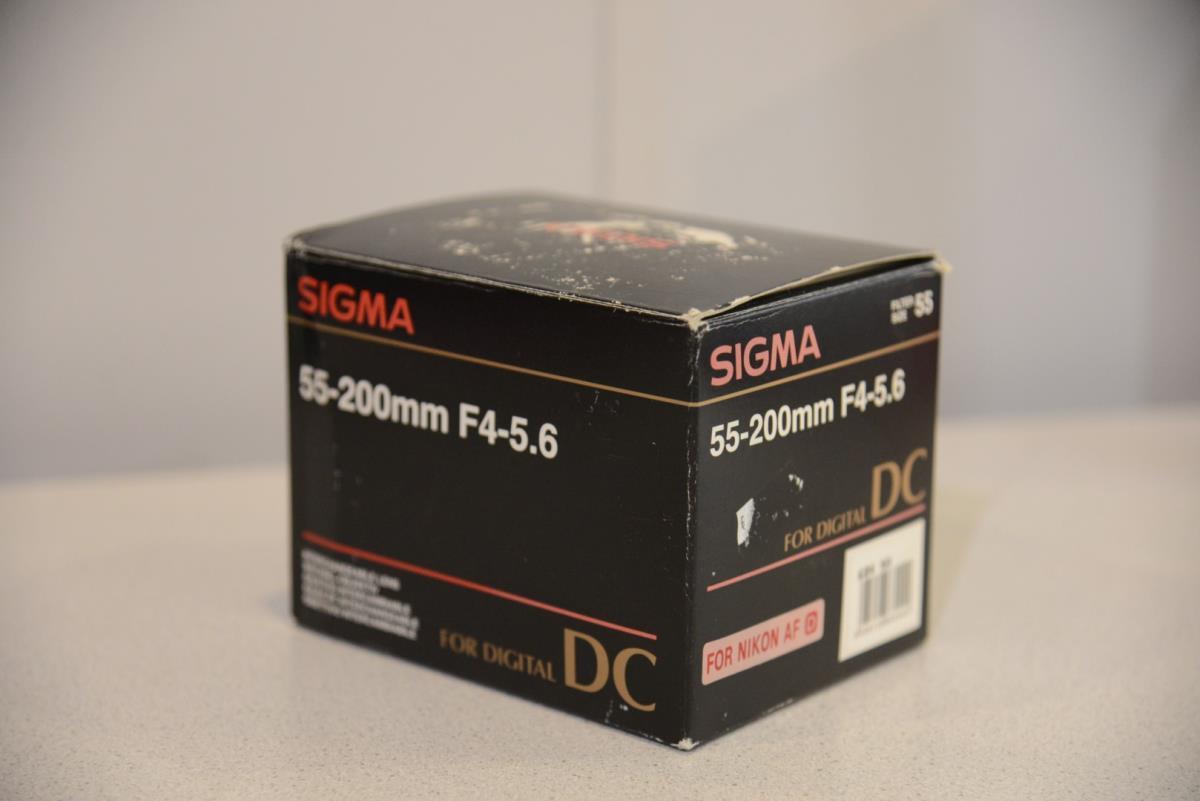 SIGMA
55-200mm F4-5.6
FOR DIGITAL DC
SIGMA
FILTER SIZE 55
55-200mm F4-5.6
FOR DIGITAL DC
FOR NIKON AF D